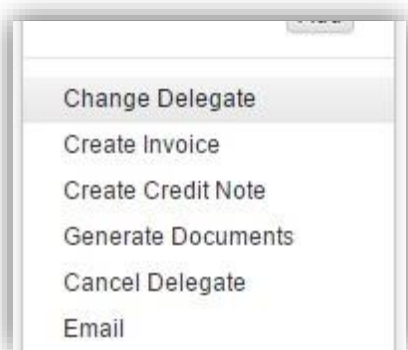 Change Delegate
Create Invoice
Create Credit Note
Generate Documents
Cancel Delegate
Email